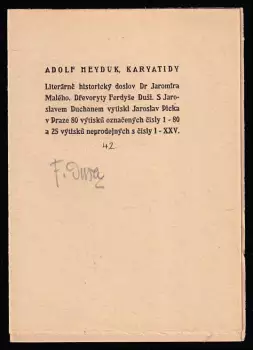 ADOLF HEYDUK, KARYATIDY
Literárně historický doslov Dr Jaromíra
Malého. Dřevoryty Ferdyše Duši. S Jaro-
slavem Duchanem vytiskl Jaroslav Picka
v Praze 80 výtisků označených čísly 1 - 80
a 25 výtisků neprodejných s čísly I - XXV.
42
F. Duša